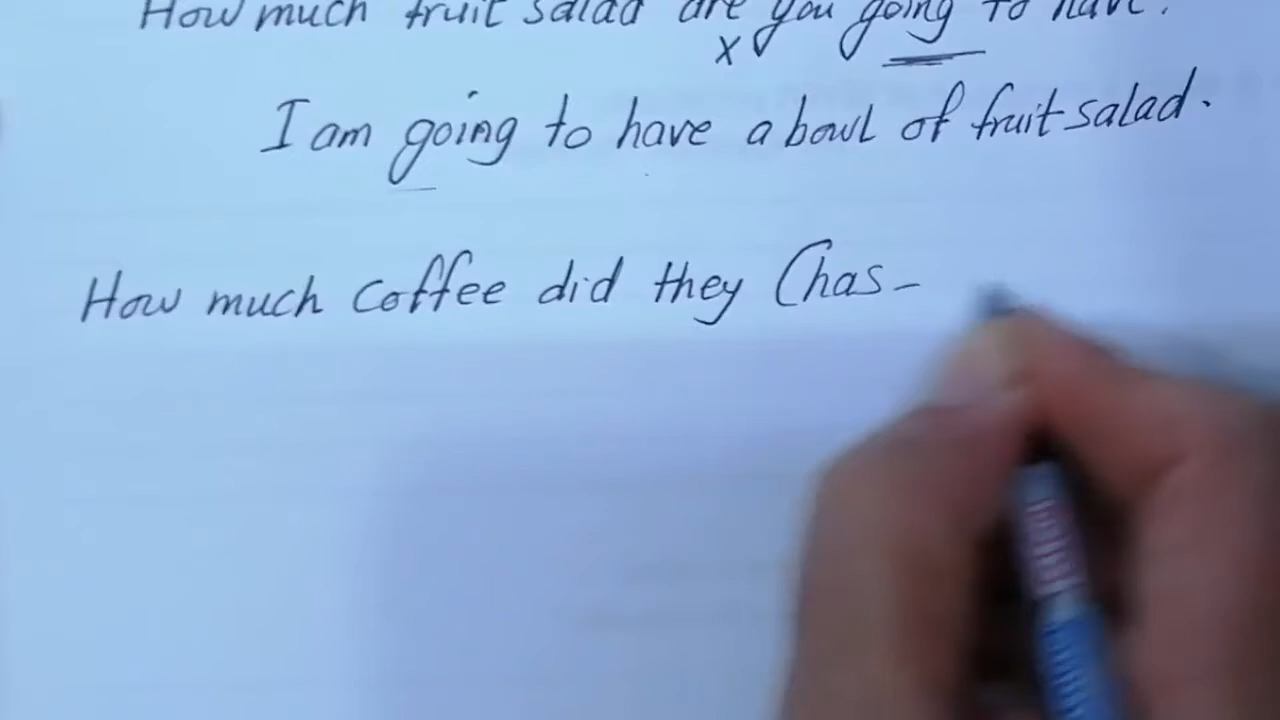 How much fruit salad are you going to have?
x
I am going to have a bowl of fruit salad.
How much coffee did they (has -